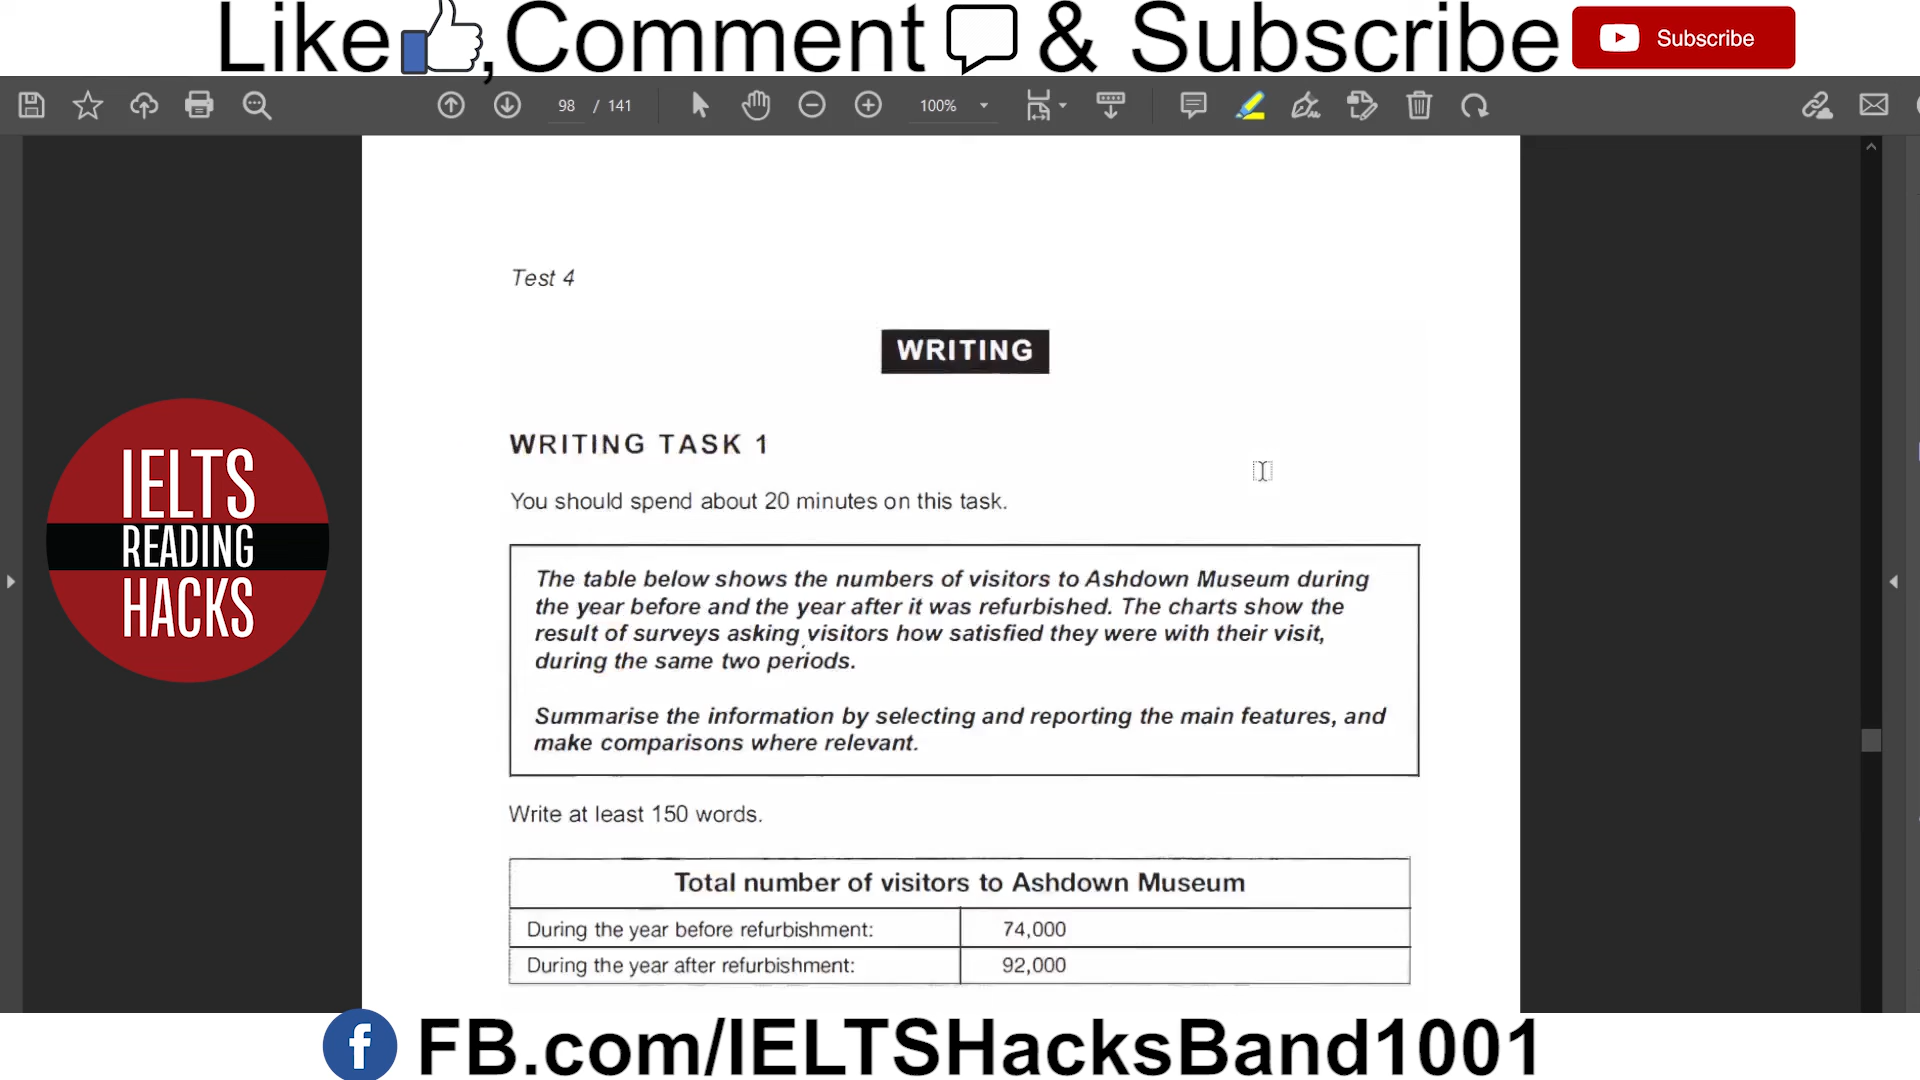 Like, Comment & Subscribe Subscribe
98 / 141 100%
Test 4
WRITING
WRITING TASK 1
You should spend about 20 minutes on this task.
The table below shows the numbers of visitors to Ashdown Museum during
the year before and the year after it was refurbished. The charts show the
result of surveys asking visitors how satisfied they were with their visit,
during the same two periods.
Summarise the information by selecting and reporting the main features, and
make comparisons where relevant.
Write at least 150 words.
Total number of visitors to Ashdown Museum
During the year before refurbishment: 74,000
During the year after refurbishment: 92,000
IELTS
READING
HACKS
f FB.com/IELTSHacksBand1001